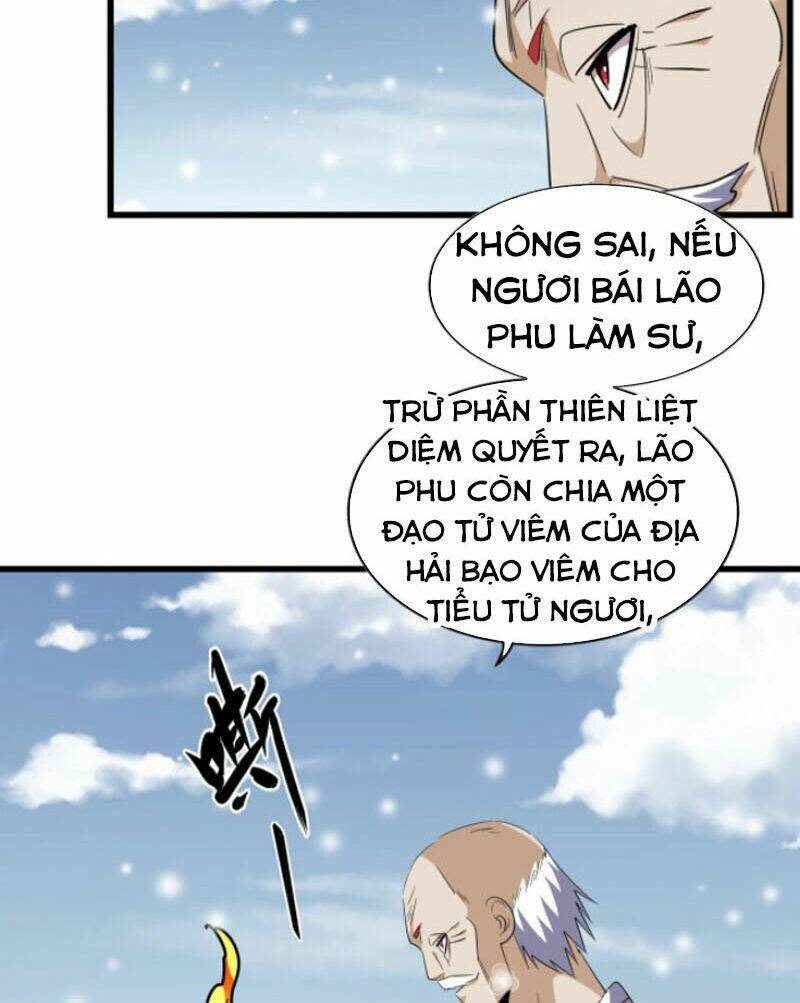 KHÔNG SAI, NẾU
NGƯƠI BÁI LÃO
PHU LÀM SƯ,
TRỪ PHẦN THIÊN LIỆT
DIỆM QUYẾT RA, LÃO
PHU CÒN CHIA MỘT
ĐẠO TỬ VIÊM CỦA ĐỊA
HẢI BẠO VIÊM CHO
TIỂU TỬ NGƯƠI,
嘶